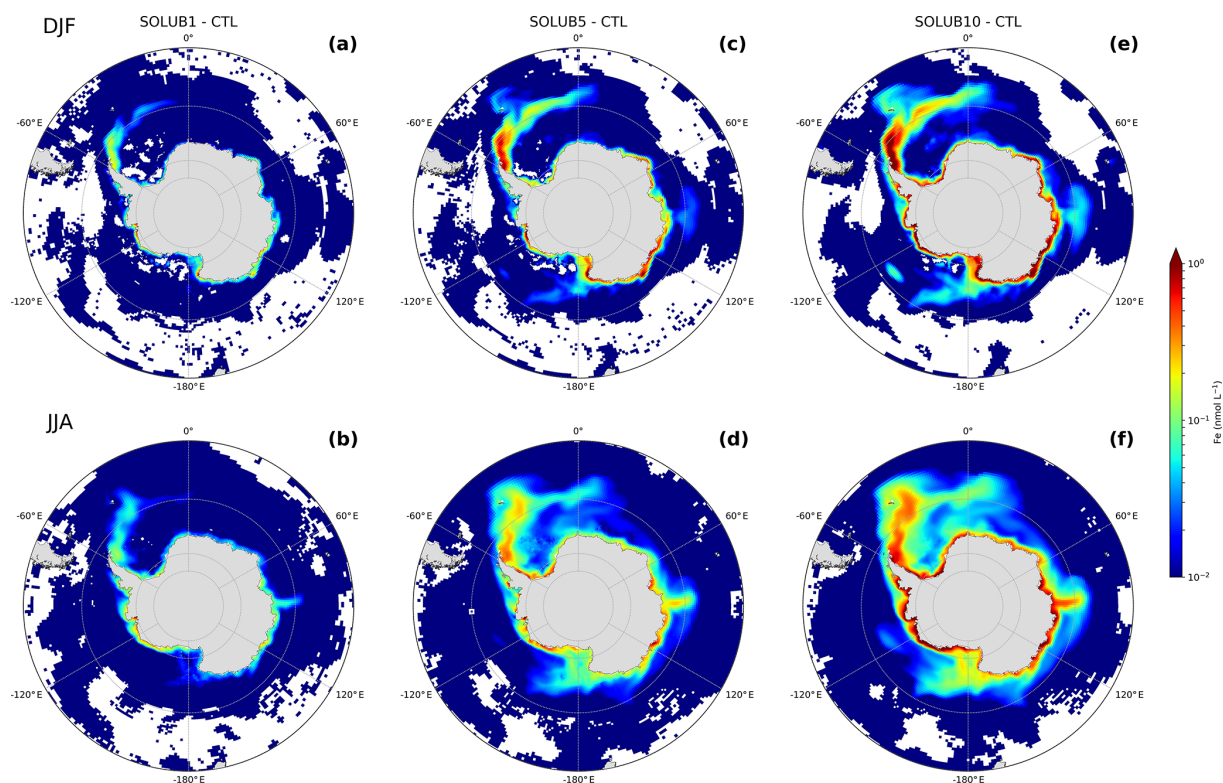 DJF
SOLUB1 - CTL
SOLUB5 - CTL
SOLUB10 - CTL
0°
(a)
0°
(c)
0°
(e)
-60°E
60°E
-60°E
60°E
-60°E
60°E
-120°E
120°E
-120°E
120°E
-120°E
120°E
-180°E
-180°E
-180°E
10⁰
10⁻¹
10⁻²
Fe (nmol L⁻¹)
JJA
0°
(b)
0°
(d)
0°
(f)
-60°E
60°E
-60°E
60°E
-60°E
60°E
-120°E
120°E
-120°E
120°E
-120°E
120°E
-180°E
-180°E
-180°E